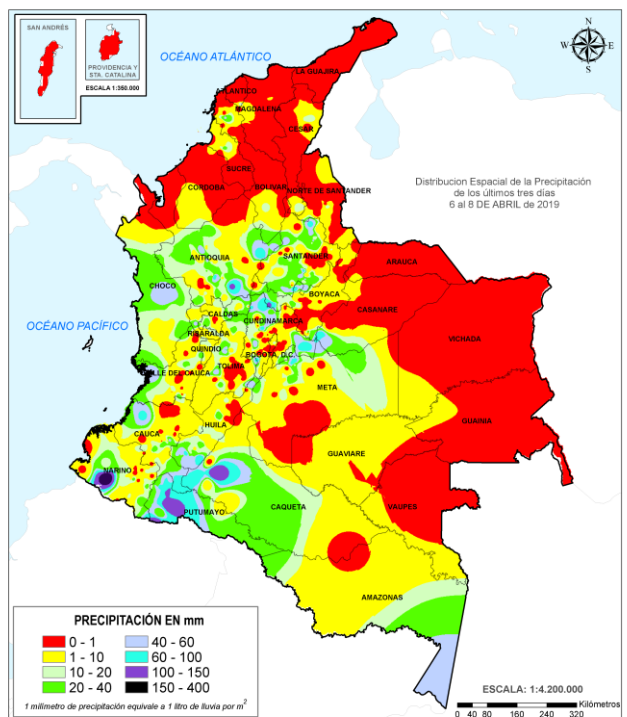 SAN ANDRÉS
PROVIDENCIA Y
STA. CATALINA
ESCALA 1:350.000
OCÉANO ATLÁNTICO
N
W E
S
LA GUAJIRA
ATLANTICO
MAGDALENA
CESAR
SUCRE
CORDOBA
BOLIVAR
NORTE DE SANTANDER
Distribucion Espacial de la Precipitación
de los últimos tres días
6 al 8 DE ABRIL de 2019
ANTIOQUIA
SANTANDER
ARAUCA
CHOCO
BOYACA
CASANARE
OCÉANO PACÍFICO
CALDAS
CUNDINAMARCA
RISARALDA
VICHADA
QUINDIO
BOGOTA, D.C.
TOLIMA
VALLE DEL CAUCA
META
GUAINIA
CAUCA
HUILA
GUAVIARE
NARIÑO
PUTUMAYO
CAQUETA
VAUPES
AMAZONAS
PRECIPITACIÓN EN mm
0 - 1 40 - 60
1 - 10 60 - 100
10 - 20 100 - 150
20 - 40 150 - 400
1 milimetro de precipitación equivale a 1 litro de lluvia por m²
ESCALA: 1:4.200.000
Kilómetros
0 40 80 160 240 320